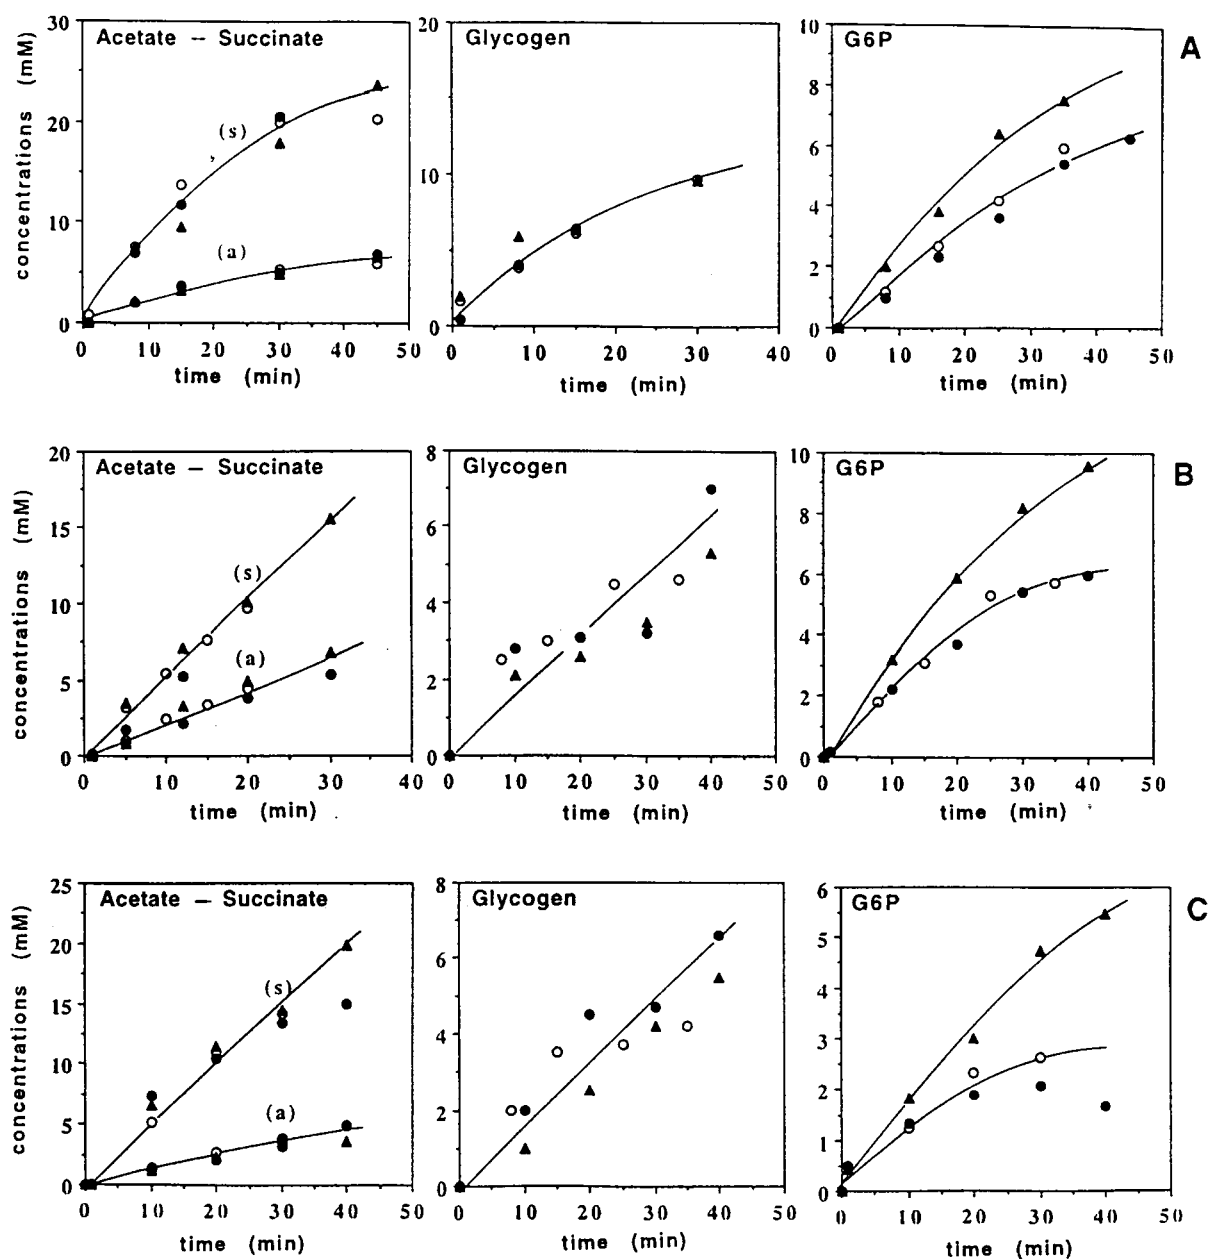 Acetate – Succinate
Glycogen
G6P
A
concentrations (mM)
30
20
10
0
(s)
(a)
0 10 20 30 40 50
time (min)
20
10
0
0 10 20 30 40
time (min)
10
8
6
4
2
0
0 10 20 30 40 50
time (min)
Acetate – Succinate
Glycogen
G6P
B
concentrations (mM)
20
15
10
5
0
(s)
(a)
0 10 20 30 40
time (min)
8
6
4
2
0
0 10 20 30 40 50
time (min)
10
8
6
4
2
0
0 10 20 30 40 50
time (min)
Acetate – Succinate
Glycogen
G6P
C
concentrations (mM)
25
20
15
10
5
0
(s)
(a)
0 10 20 30 40 50
time (min)
8
6
4
2
0
0 10 20 30 40 50
time (min)
6
5
4
3
2
1
0
0 10 20 30 40 50
time (min)